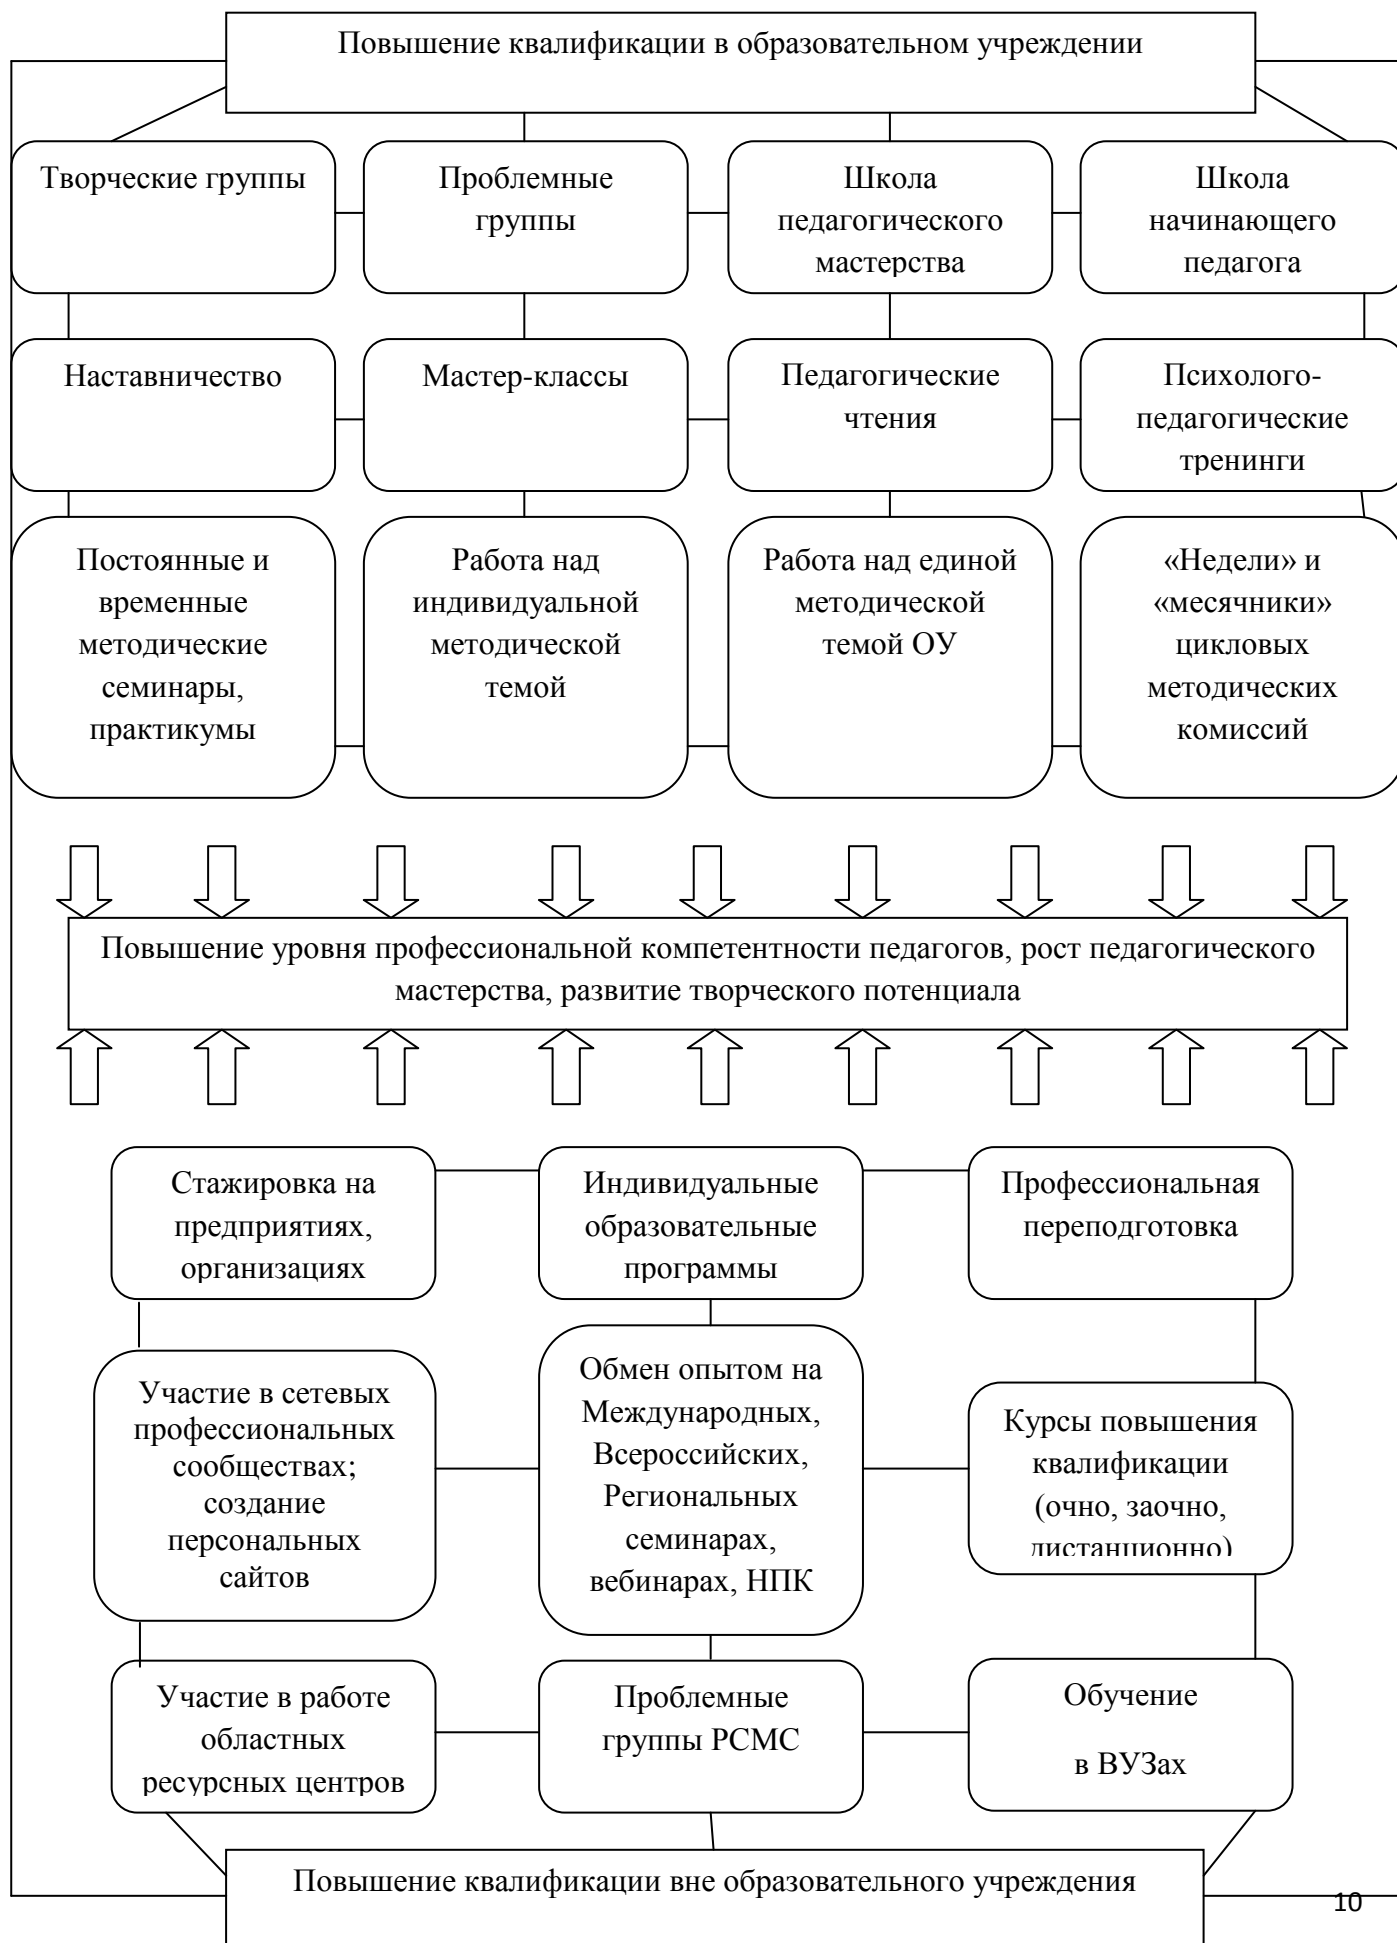 Повышение квалификации в образовательном учреждении
Творческие группы
Проблемные
группы
Школа
педагогического
мастерства
Школа
начинающего
педагога
Наставничество
Мастер-классы
Педагогические
чтения
Психолого-
педагогические
тренинги
Постоянные и
временные
методические
семинары,
практикумы
Работа над
индивидуальной
методической
темой
Работа над единой
методической
темой ОУ
«Недели» и
«месячники»
цикловых
методических
комиссий
Повышение уровня профессиональной компетентности педагогов, рост педагогического
мастерства, развитие творческого потенциала
Стажировка на
предприятиях,
организациях
Индивидуальные
образовательные
программы
Профессиональная
переподготовка
Участие в сетевых
профессиональных
сообществах;
создание
персональных
сайтов
Обмен опытом на
Международных,
Всероссийских,
Региональных
семинарах,
вебинарах, НПК
Курсы повышения
квалификации
(очно, заочно,
дистанционно)
Участие в работе
областных
ресурсных центров
Проблемные
группы РСМС
Обучение
в ВУЗах
Повышение квалификации вне образовательного учреждения
10